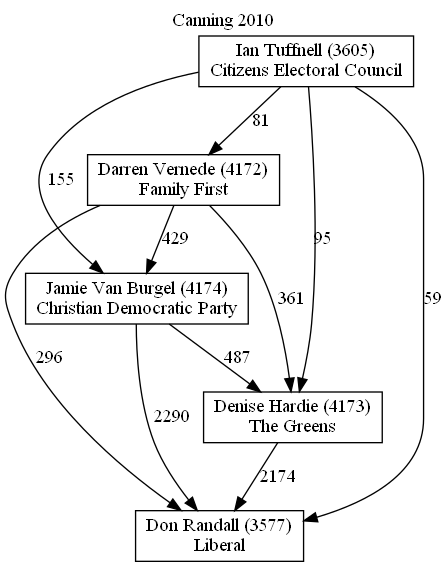 Canning 2010
Ian Tuffnell (3605)
Citizens Electoral Council
81
Darren Vernede (4172)
Family First
155
429
95
Jamie Van Burgel (4174)
Christian Democratic Party
361
59
296
487
Denise Hardie (4173)
The Greens
2290
2174
Don Randall (3577)
Liberal